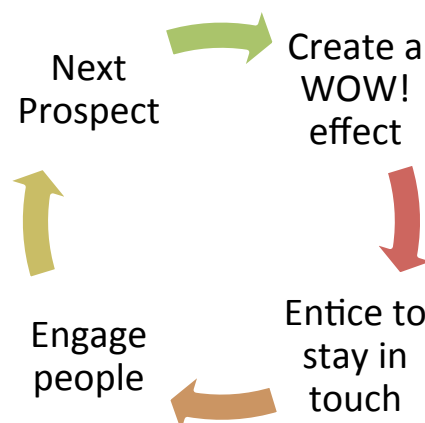 Next
Prospect
Create a
WOW!
effect
Entice to
stay in
touch
Engage
people